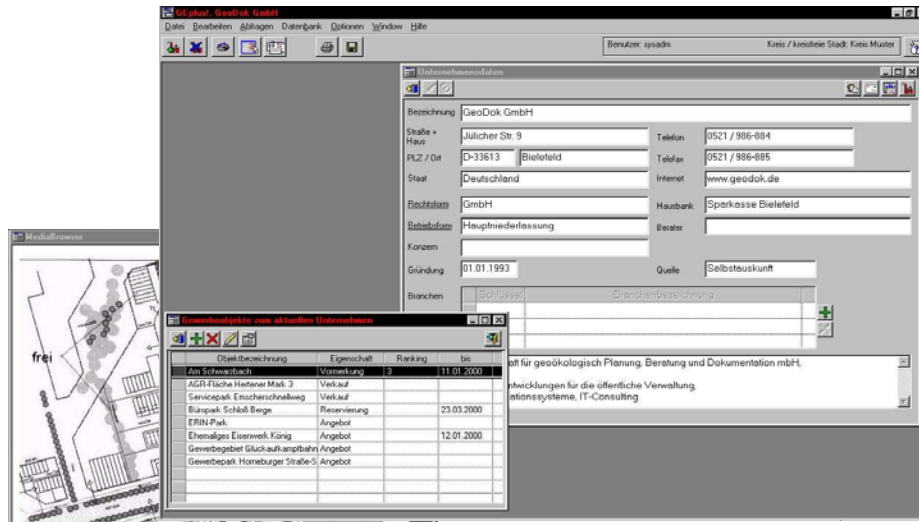 GEplus!, GeoDok GmbH
Datei Bearbeiten Abfragen Datenbank Optionen Window Hilfe
Benutzer: sysadm Kreis / kreisfreie Stadt: Kreis Muster
Unternehmensdaten
Bezeichnung GeoDok GmbH
Straße + Haus Jülicher Str. 9 Telefon 0521 / 986-884
PLZ / Ort D-33613 Bielefeld Telefax 0521 / 986-885
Staat Deutschland Internet www.geodok.de
Rechtsform GmbH Hausbank Sparkasse Bielefeld
Betriebsform Hauptniederlassung Berater
Konzern
Gründung 01.01.1993 Quelle Selbstauskunft
Branchen Schlüssel Branchenbezeichnung
aft für geoökologisch Planung, Beratung und Dokumentation mbH,
ntwicklungen für die öffentliche Verwaltung,
ationssysteme, IT-Consulting
MediaBrowser
frei
Gewerbeobjekte zum aktuellen Unternehmen
Objektbezeichnung Eigenschaft Ranking bis
Am Schwarzbach Vormerkung 3 11.01.2000
AGR-Fläche Hertener Mark 3 Verkauf
Servicepark Emscherschnellweg Verkauf
Büropark Schloß Berge Reservierung 23.03.2000
ERIN-Park Angebot
Ehemaliges Eisenwerk König Angebot 12.01.2000
Gewerbegebiet Glückaufkampfbahn Angebot
Gewerbepark Horneburger Straße-S Angebot